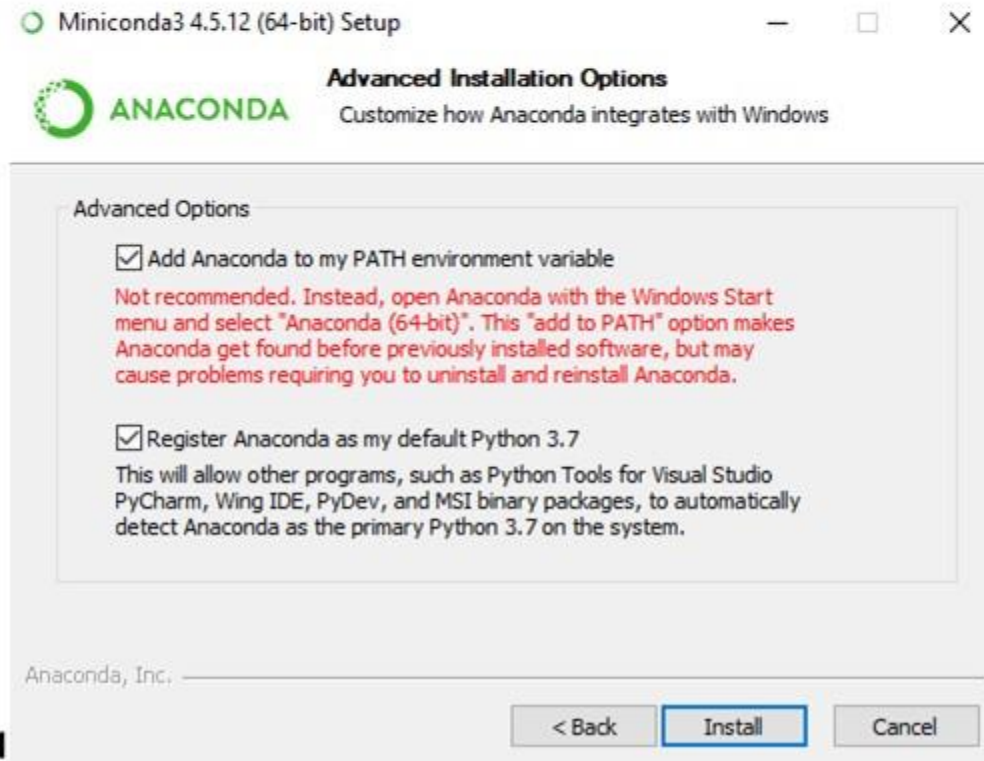 Miniconda3 4.5.12 (64-bit) Setup
ANACONDA
Advanced Installation Options
Customize how Anaconda integrates with Windows
Advanced Options
Add Anaconda to my PATH environment variable
Not recommended. Instead, open Anaconda with the Windows Start
menu and select "Anaconda (64-bit)". This "add to PATH" option makes
Anaconda get found before previously installed software, but may
cause problems requiring you to uninstall and reinstall Anaconda.
Register Anaconda as my default Python 3.7
This will allow other programs, such as Python Tools for Visual Studio
PyCharm, Wing IDE, PyDev, and MSI binary packages, to automatically
detect Anaconda as the primary Python 3.7 on the system.
Anaconda, Inc.
< Back Install Cancel